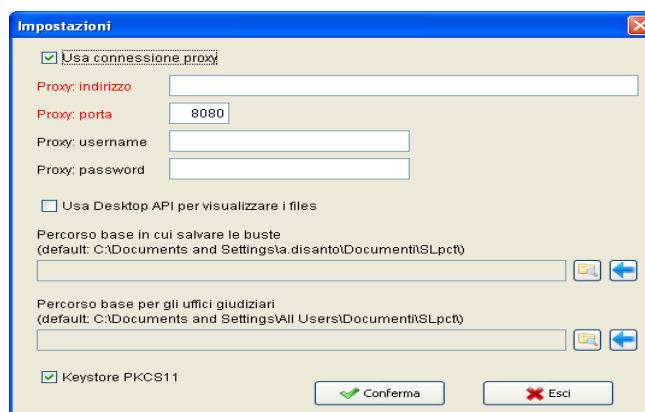 Impostazioni
Usa connessione proxy
Proxy: indirizzo
Proxy: porta 8080
Proxy: username
Proxy: password
Usa Desktop API per visualizzare i files
Percorso base in cui salvare le buste
(default: C:\Documents and Settings\a.disanto\Documenti\SLpct\)
Percorso base per gli uffici giudiziari
(default: C:\Documents and Settings\All Users\Documenti\SLpct\)
Keystore PKCS11
Conferma Esci